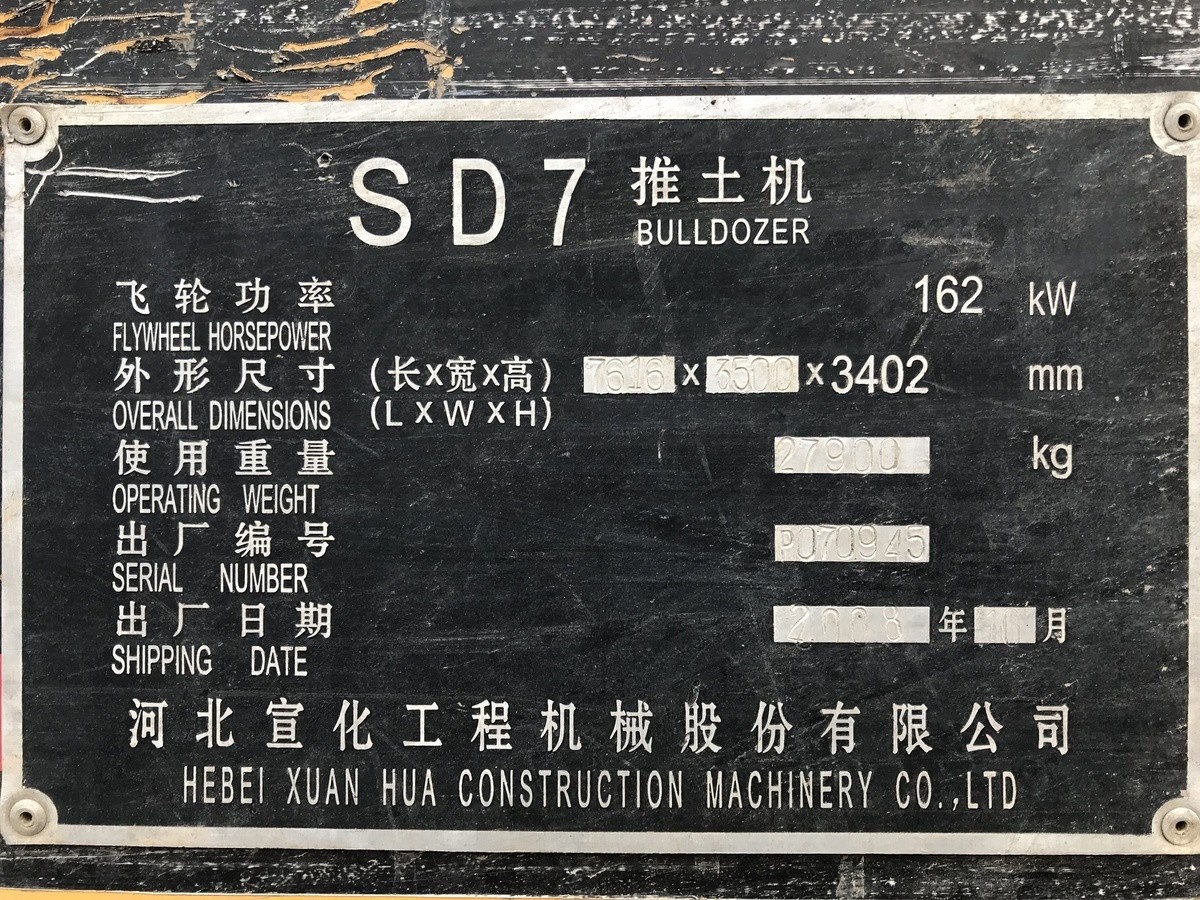 SD7 推土机
BULLDOZER
飞轮功率 162 kW
FLYWHEEL HORSEPOWER
外形尺寸 (长x宽x高) 7616 x 3500 x 3402 mm
OVERALL DIMENSIONS (L x W x H)
使用重量 27900 kg
OPERATING WEIGHT
出厂编号 P070945
SERIAL NUMBER
出厂日期 2008 年 月
SHIPPING DATE
河北宣化工程机械股份有限公司
HEBEI XUAN HUA CONSTRUCTION MACHINERY CO.,LTD